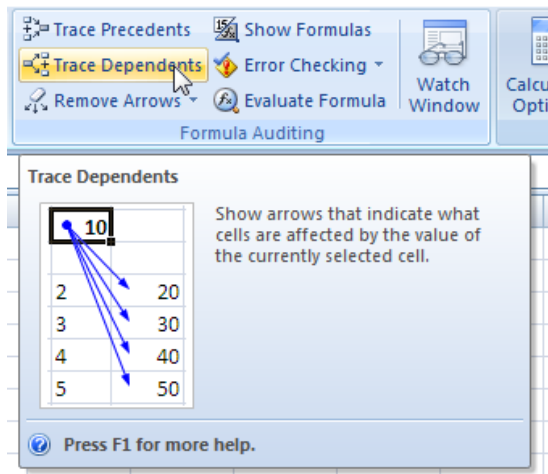 Trace Precedents
Show Formulas
Trace Dependents
Error Checking
Remove Arrows
Evaluate Formula
Watch
Window
Calcu
Opti
Formula Auditing
Trace Dependents
10
2 20
3 30
4 40
5 50
Show arrows that indicate what
cells are affected by the value of
the currently selected cell.
Press F1 for more help.